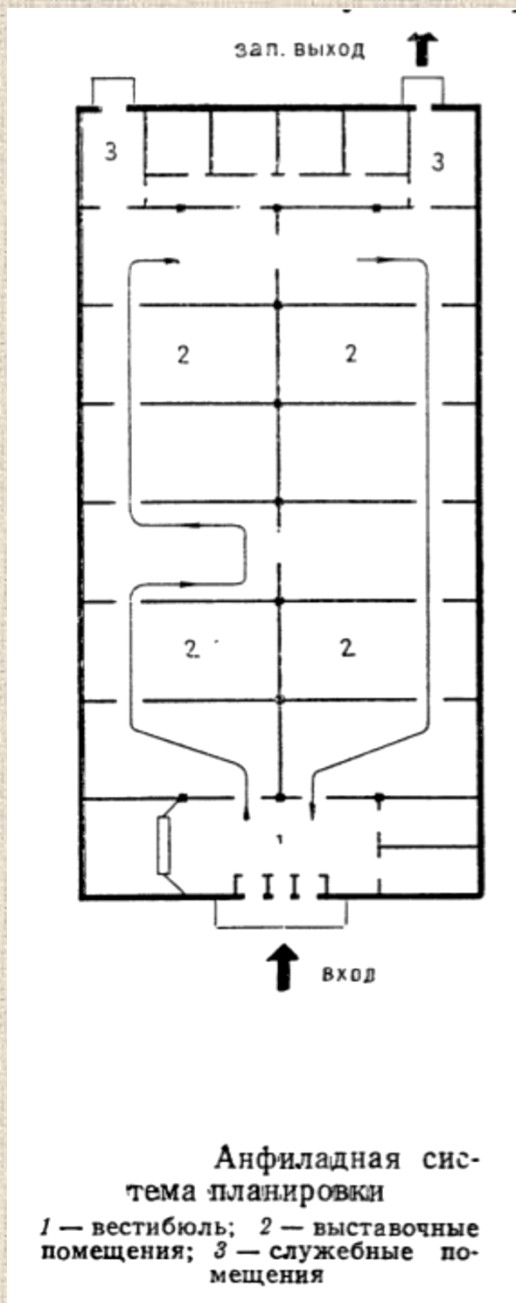 зап. выход
3
3
2
2
2
2
1
вход
Анфиладная сис-
тема планировки
1 — вестибюль; 2 — выставочные
помещения; 3 — служебные по-
мещения